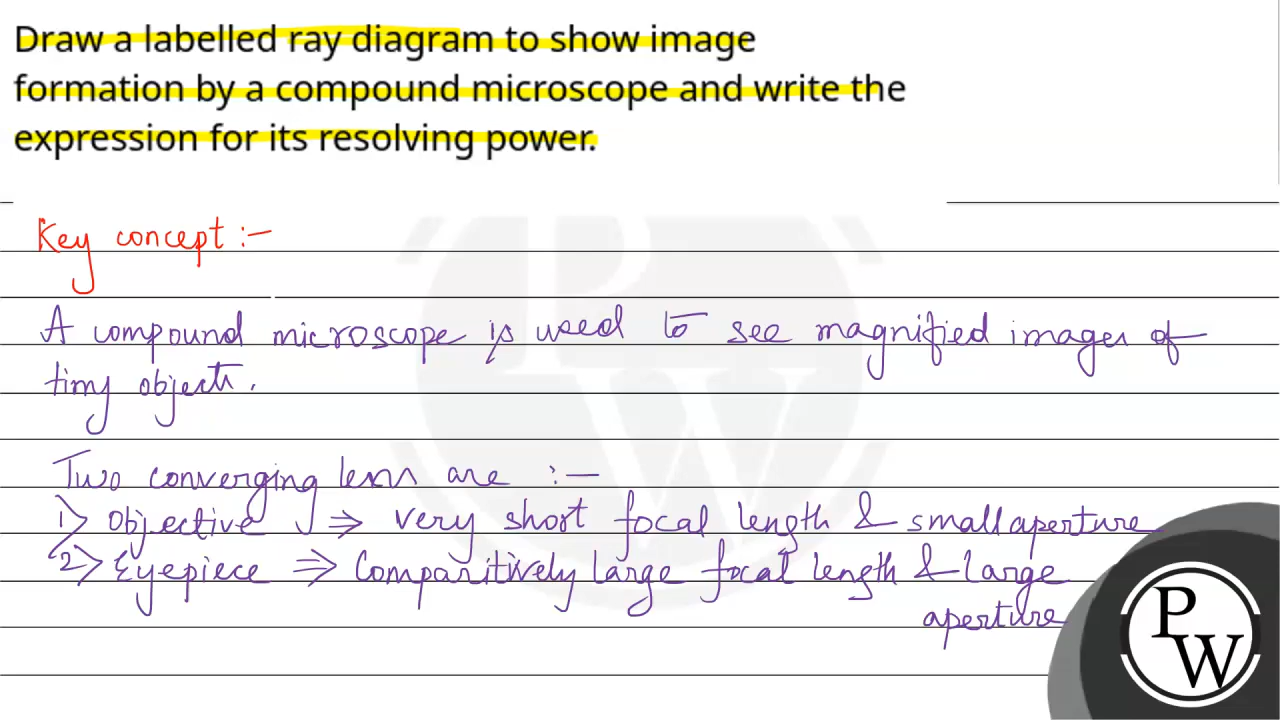 Draw a labelled ray diagram to show image
formation by a compound microscope and write the
expression for its resolving power.
Key concept :-
A compound microscope is used to see magnified images of
tiny objects.
Two converging lens are :-
1) Objective ⇒ very short focal length & small aperture
2) Eyepiece ⇒ Comparitively large focal length & large
aperture
P
W